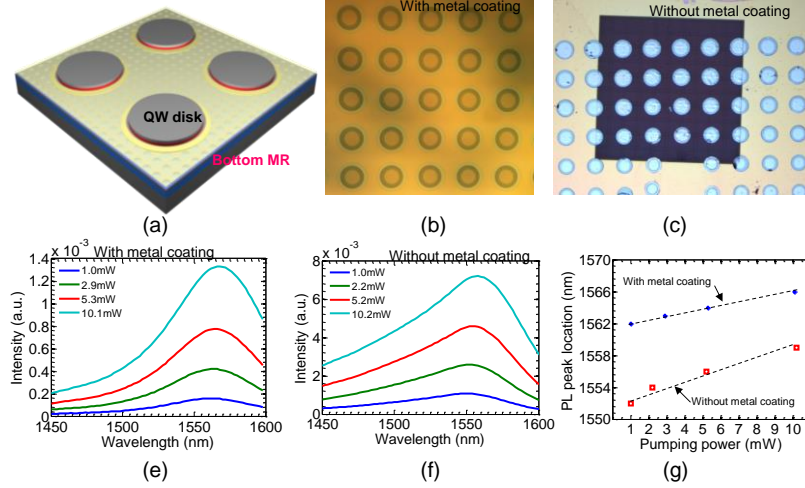 QW disk
Bottom MR
(a)
With metal coating
(b)
Without metal coating
(c)
x 10-3 With metal coating
1.4
1.2
1
0.8
0.6
0.4
0.2
0
1.0mW
2.9mW
5.3mW
10.1mW
Intensity (a.u.)
1450 1500 1550 1600
Wavelength (nm)
(e)
x 10-3 Without metal coating
8
6
4
2
0
1.0mW
2.2mW
5.2mW
10.2mW
Intensity (a.u.)
1450 1500 1550 1600
Wavelength (nm)
(f)
1566
1562
1558
1554
1550
PL peak location (nm)
With metal coating
Without metal coating
1 2 3 4 5 6 7 8 9 10
Pumping power (mW)
(g)